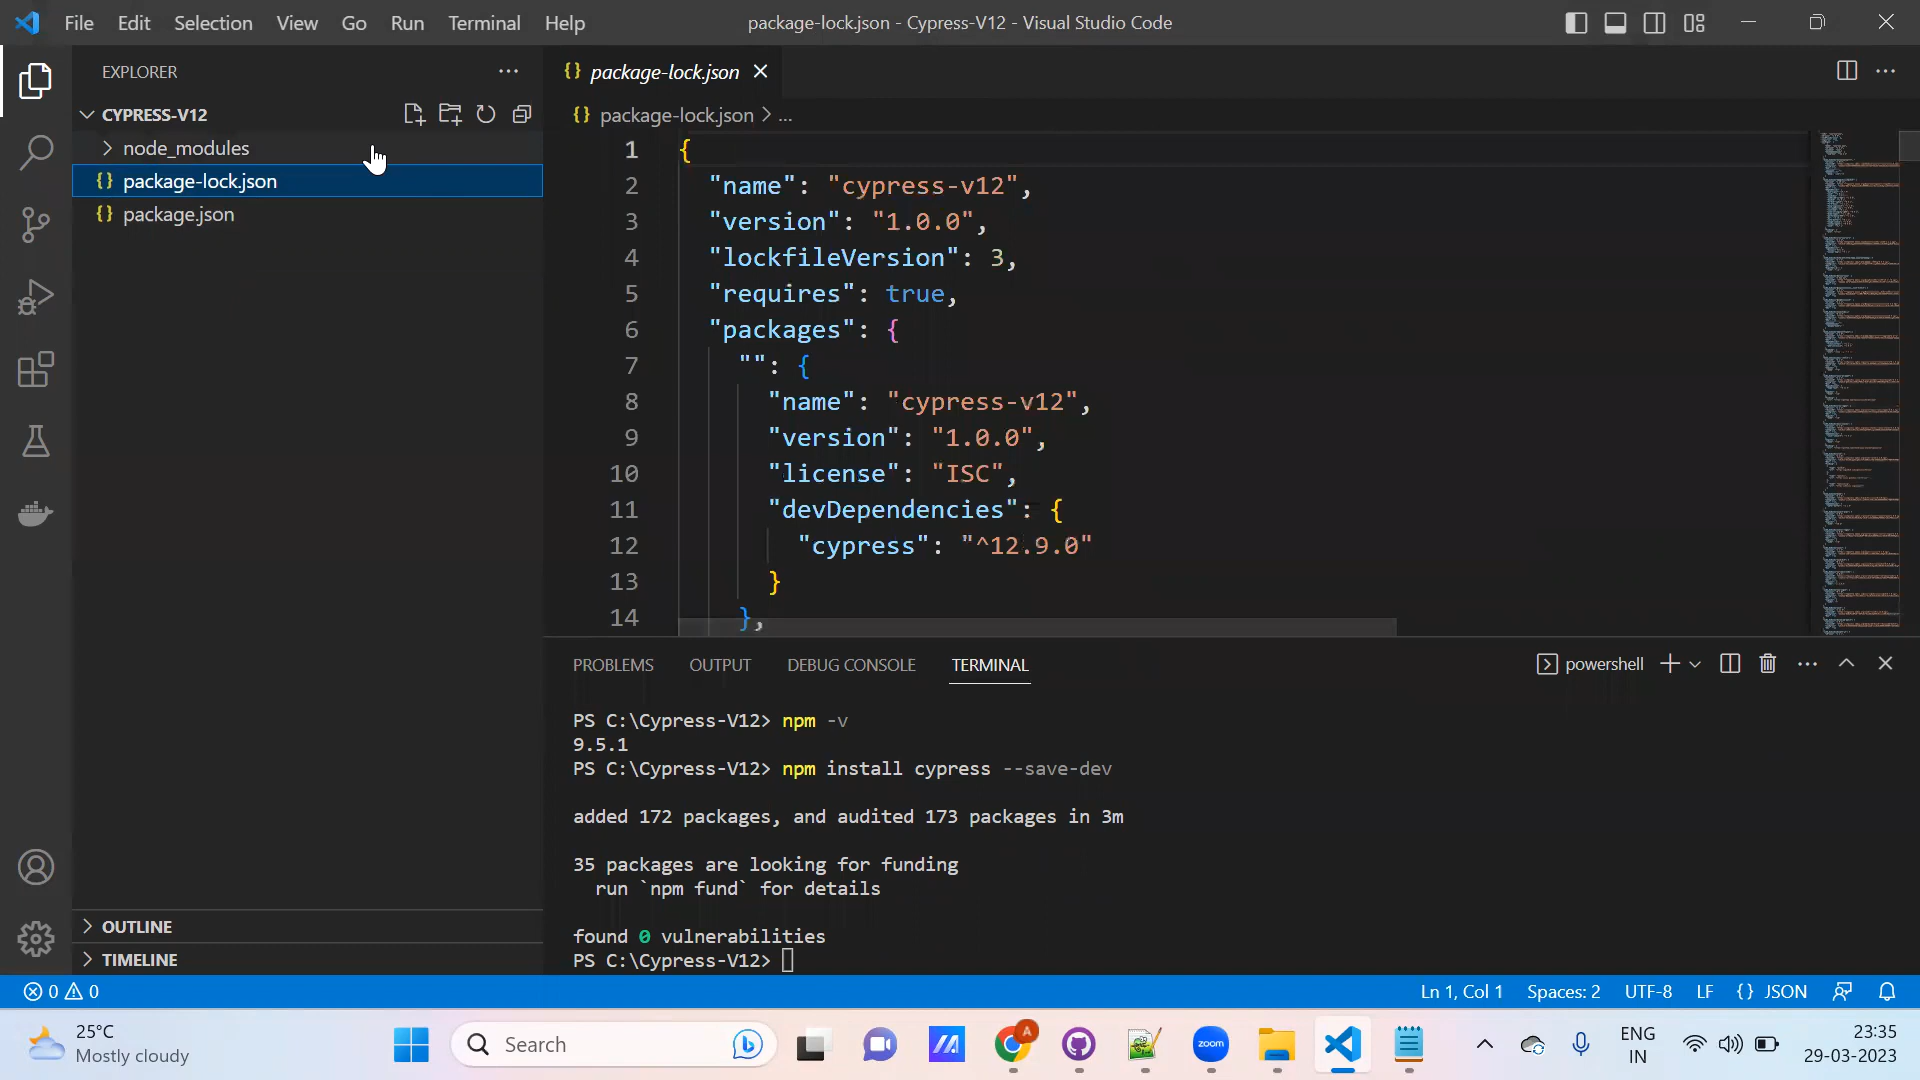 File Edit Selection View Go Run Terminal Help
package-lock.json - Cypress-V12 - Visual Studio Code
EXPLORER
CYPRESS-V12
node_modules
{} package-lock.json
{} package.json
OUTLINE
TIMELINE
{} package-lock.json
{} package-lock.json > ...
1 {
2 "name": "cypress-v12",
3 "version": "1.0.0",
4 "lockfileVersion": 3,
5 "requires": true,
6 "packages": {
7 "": {
8 "name": "cypress-v12",
9 "version": "1.0.0",
10 "license": "ISC",
11 "devDependencies": {
12 "cypress": "^12.9.0"
13 }
14 },
PROBLEMS OUTPUT DEBUG CONSOLE TERMINAL
powershell
PS C:\Cypress-V12> npm -v
9.5.1
PS C:\Cypress-V12> npm install cypress --save-dev
added 172 packages, and audited 173 packages in 3m
35 packages are looking for funding
run `npm fund` for details
found 0 vulnerabilities
PS C:\Cypress-V12>
0 0
Ln 1, Col 1 Spaces: 2 UTF-8 LF {} JSON
25°C
Mostly cloudy
Search
A
zoom
ENG
IN
23:35
29-03-2023